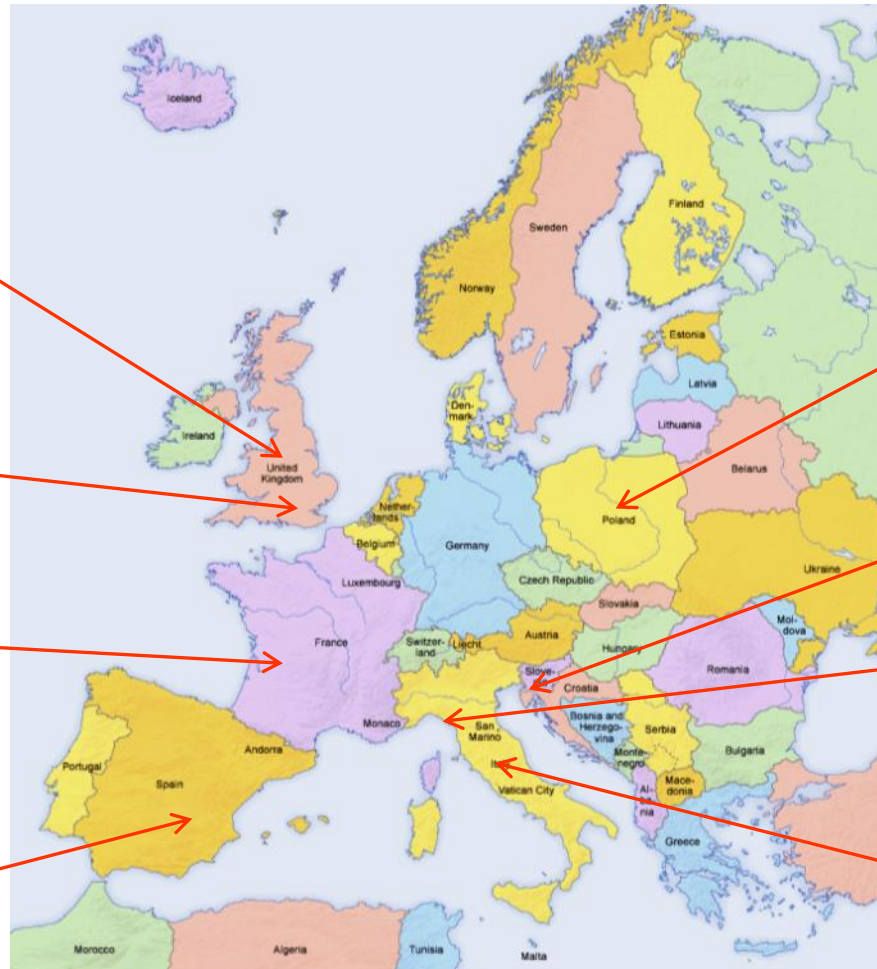 Iceland
Finland
Sweden
Norway
Estonia
Latvia
Den-
mark
Lithuania
Ireland
United
Kingdom
Belarus
Nether-
lands
Poland
Belgium
Germany
Ukraine
Luxembourg
Czech Republic
Slovakia
Mol-
dova
France
Switzer-
land
Liecht
Austria
Hungary
Romania
Slove-
Croatia
Monaco
San
Marino
Bosnia and
Herzego-
vina
Serbia
Andorra
Monte-
negro
Bulgaria
Portugal
Spain
Vatican City
Mace-
donia
Al-
nia
Greece
Morocco
Algeria
Tunisia
Malta